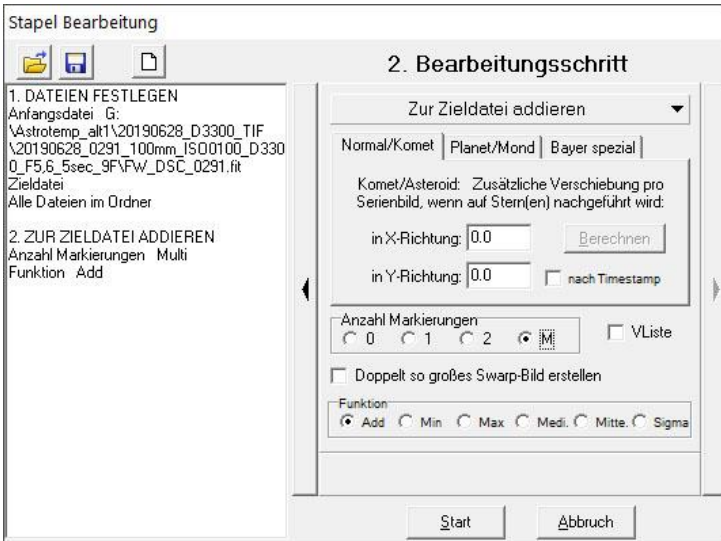 Stapel Bearbeitung
1. DATEIEN FESTLEGEN
Anfangsdatei G:
\Astrotemp_alt1\20190628_D3300_TIF
\20190628_0291_100mm_ISO0100_D330
0_F5,6_5sec_9F\FW_DSC_0291.fit
Zieldatei
Alle Dateien im Ordner
2. ZUR ZIELDATEI ADDIEREN
Anzahl Markierungen Multi
Funktion Add
2. Bearbeitungsschritt
Zur Zieldatei addieren
Normal/Komet Planet/Mond Bayer spezial
Komet/Asteroid: Zusätzliche Verschiebung pro
Serienbild, wenn auf Stern(en) nachgeführt wird:
in X-Richtung: 0.0 Berechnen
in Y-Richtung: 0.0 nach Timestamp
Anzahl Markierungen
0 1 2 M VListe
Doppelt so großes Swarp-Bild erstellen
Funktion
Add Min Max Medi. Mitte. Sigma
Start Abbruch